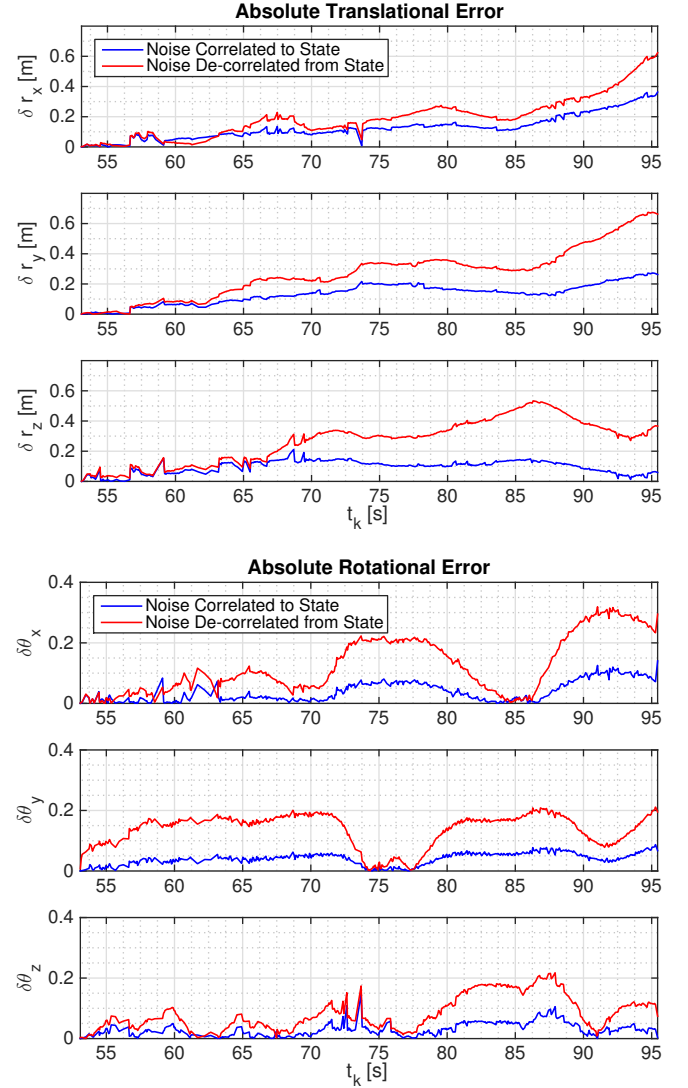 Absolute Translational Error
0.6
0.4
0.2
0
δ r_x [m]
Noise Correlated to State
Noise De-correlated from State
55 60 65 70 75 80 85 90 95
0.6
0.4
0.2
0
δ r_y [m]
55 60 65 70 75 80 85 90 95
0.6
0.4
0.2
0
δ r_z [m]
55 60 65 70 75 80 85 90 95
t_k [s]
Absolute Rotational Error
0.4
0.2
0
δθ_x
Noise Correlated to State
Noise De-correlated from State
55 60 65 70 75 80 85 90 95
0.4
0.2
0
δθ_y
55 60 65 70 75 80 85 90 95
0.4
0.2
0
δθ_z
55 60 65 70 75 80 85 90 95
t_k [s]